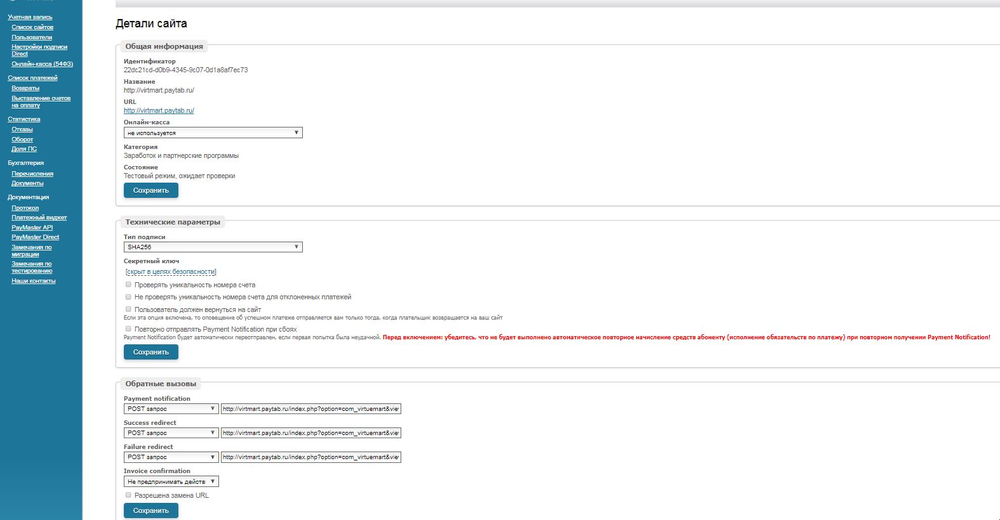 Учетная запись
Список сайтов
Пользователи
Настройки подписи
Direct
Онлайн-касса (54ФЗ)
Список платежей
Возвраты
Выставление счетов
на оплату
Статистика
Отказы
Оборот
Доля ПС
Бухгалтерия
Перечисления
Документы
Документация
Протокол
Платежный виджет
PayMaster API
PayMaster Direct
Замечания по
миграции
Замечания по
тестированию
Наши контакты
Детали сайта
Общая информация
Идентификатор
22dc21cd-d0b9-4345-9c07-0d1a8af7ec73
Название
http://virtmart.paytab.ru/
URL
http://virtmart.paytab.ru/
Онлайн-касса
не используется
Категория
Заработок и партнерские программы
Состояние
Тестовый режим, ожидает проверки
Сохранить
Технические параметры
Тип подписи
SHA256
Секретный ключ
[скрыт в целях безопасности]
Проверять уникальность номера счета
Не проверять уникальность номера счета для отклоненных платежей
Пользователь должен вернуться на сайт
Если эта опция включена, то оповещение об успешном платеже отправляется вам только тогда, когда плательщик возвращается на ваш сайт
Повторно отправлять Payment Notification при сбоях
Payment Notification будет автоматически переотправлен, если первая попытка была неудачной. Перед включением: убедитесь, что не будет выполнено автоматическое повторное начисление средств абоненту (исполнение обязательств по платежу) при повторном получении Payment Notification!
Сохранить
Обратные вызовы
Payment notification
POST запрос http://virtmart.paytab.ru/index.php?option=com_virtuemart&vie
Success redirect
POST запрос http://virtmart.paytab.ru/index.php?option=com_virtuemart&vie
Failure redirect
POST запрос http://virtmart.paytab.ru/index.php?option=com_virtuemart&vie
Invoice confirmation
Не предпринимать действ
Разрешена замена URL
Сохранить